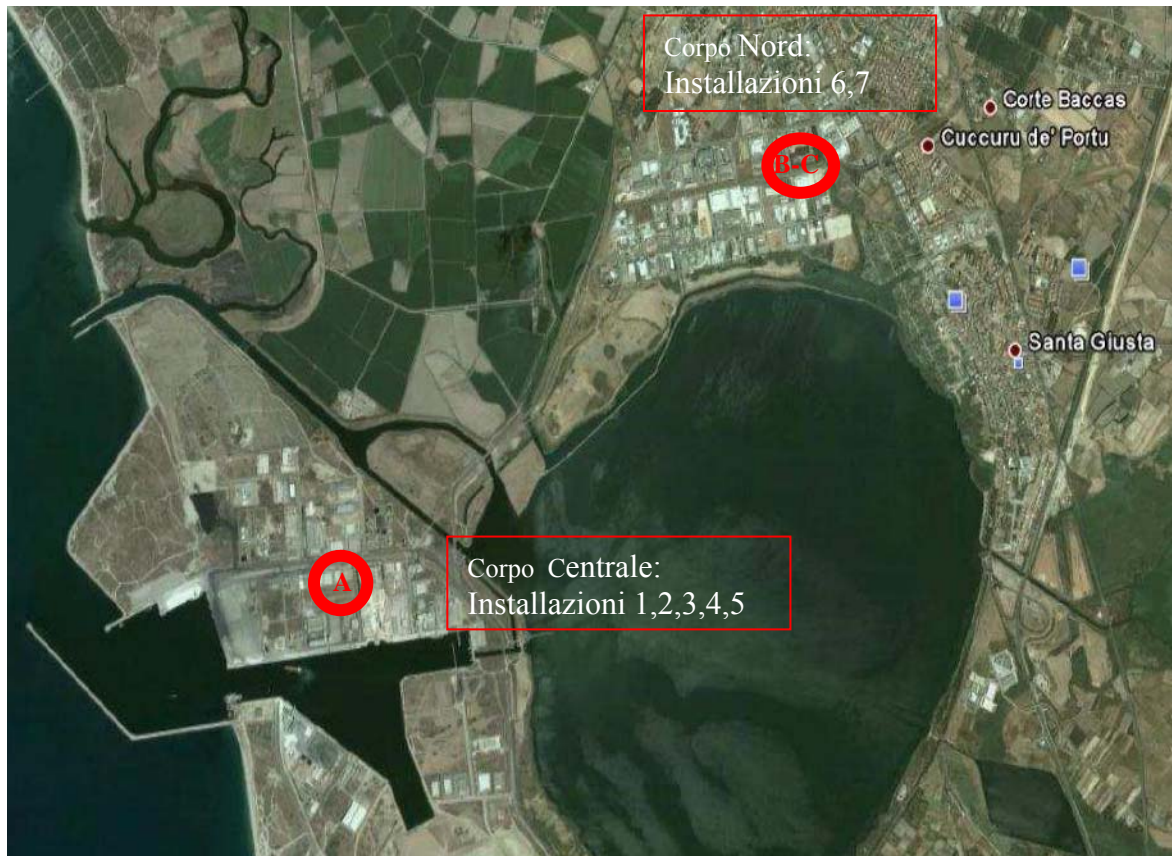 Corpo Nord:
Installazioni 6,7
Corte Baccas
Cuccuru de' Portu
B-C
Santa Giusta
Corpo Centrale:
Installazioni 1,2,3,4,5
A